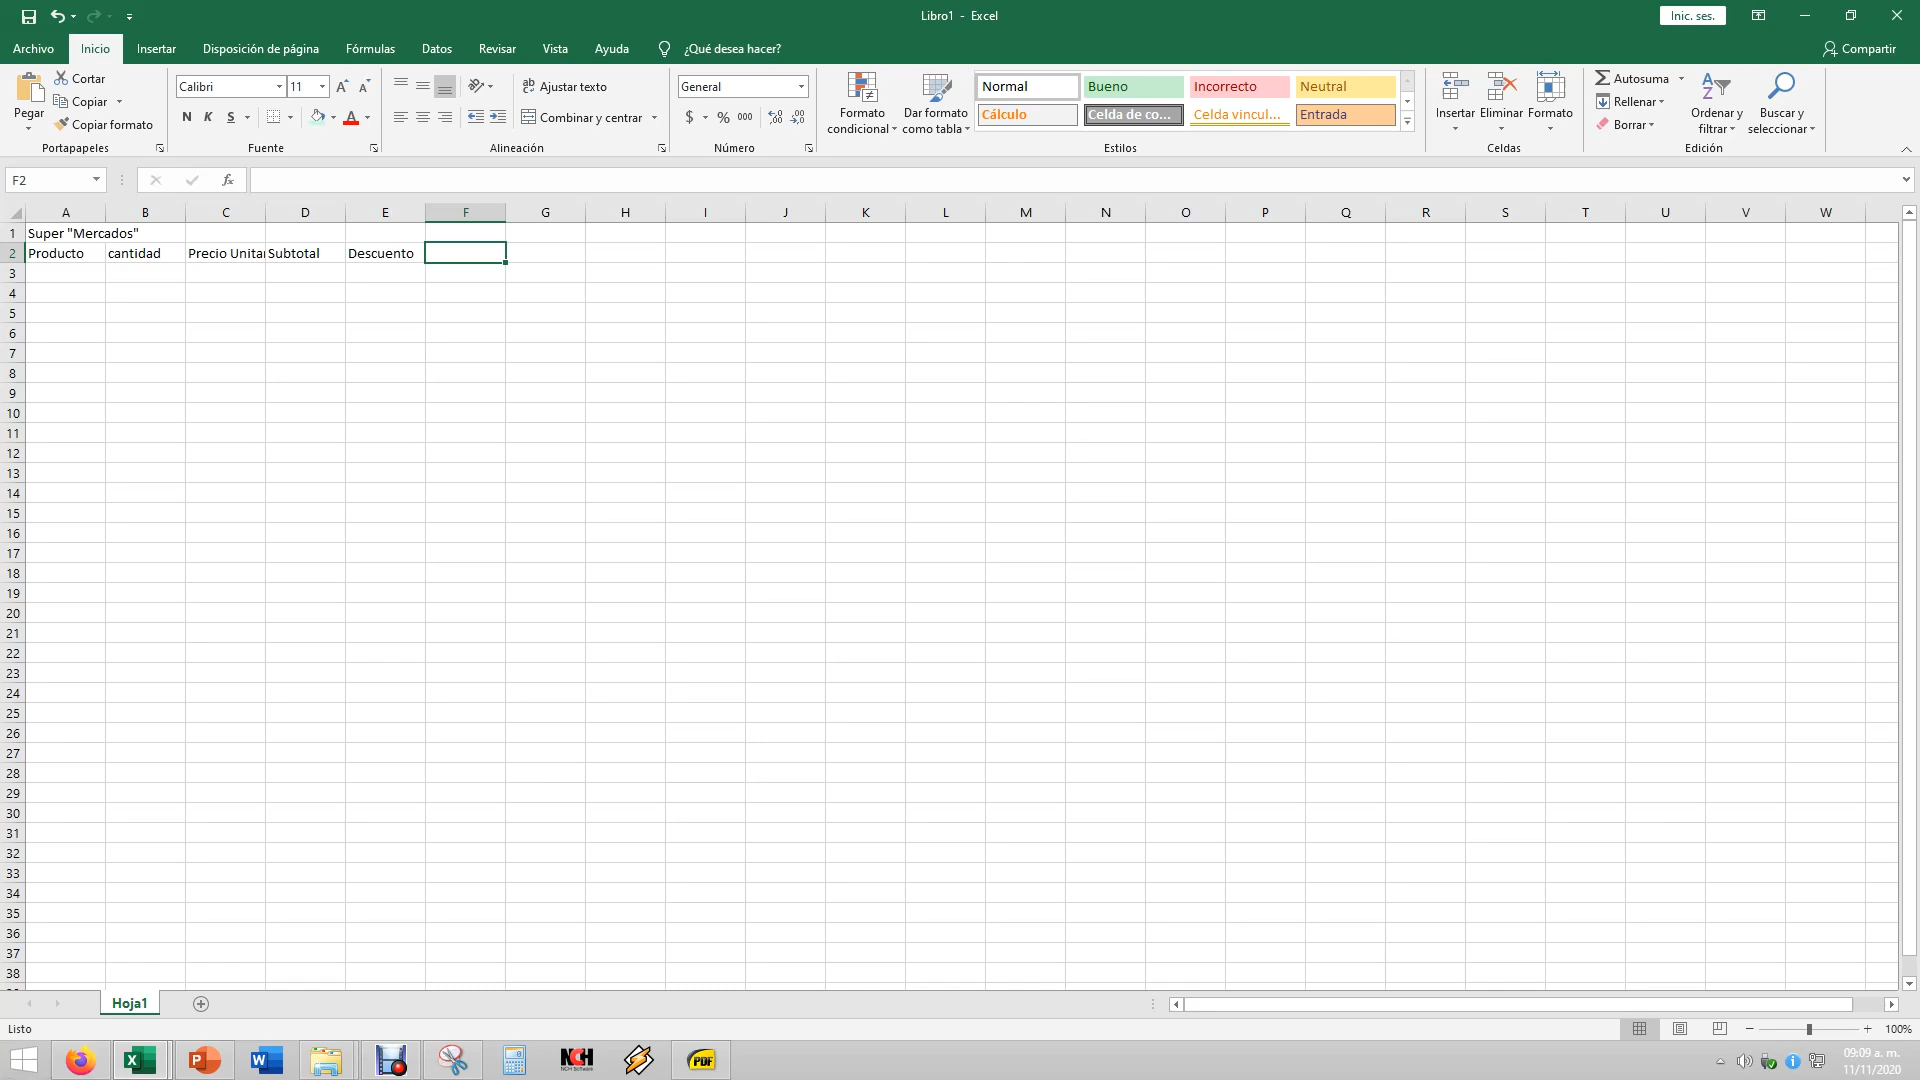 Libro1 - Excel
Inic. ses.
Archivo Inicio Insertar Disposición de página Fórmulas Datos Revisar Vista Ayuda ¿Qué desea hacer? Compartir
Pegar
Cortar
Copiar
Copiar formato
Portapapeles
Calibri 11
N K S A
Fuente
Ajustar texto
Combinar y centrar
Alineación
General
$ % 000
Número
Formato condicional
Dar formato como tabla
Normal Bueno Incorrecto Neutral
Cálculo Celda de co... Celda vincul... Entrada
Estilos
Insertar Eliminar Formato
Celdas
Autosuma
Rellenar
Borrar
Ordenar y filtrar
Buscar y seleccionar
Edición
F2 fx
A B C D E F G H I J K L M N O P Q R S T U V W
1 Super "Mercados"
2 Producto cantidad Precio Unitar Subtotal Descuento
3
4
5
6
7
8
9
10
11
12
13
14
15
16
17
18
19
20
21
22
23
24
25
26
27
28
29
30
31
32
33
34
35
36
37
38
Hoja1
Listo
100%
NCH
PDF
09:09 a. m.
11/11/2020